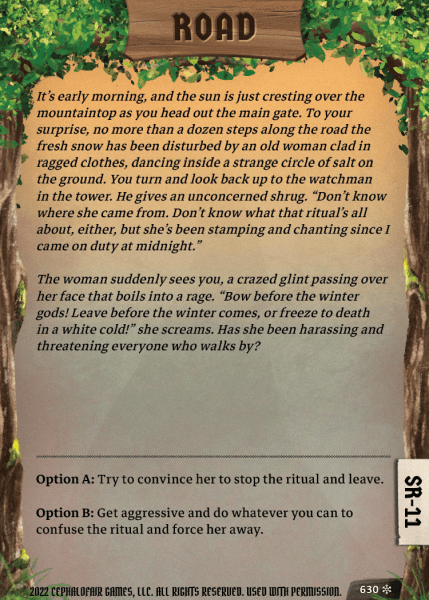 ROAD
It's early morning, and the sun is just cresting over the
mountaintop as you head out the main gate. To your
surprise, no more than a dozen steps along the road the
fresh snow has been disturbed by an old woman clad in
ragged clothes, dancing inside a strange circle of salt on
the ground. You turn and look back up to the watchman
in the tower. He gives an unconcerned shrug. “Don't know
where she came from. Don't know what that ritual's all
about, either, but she's been stamping and chanting since I
came on duty at midnight.”
The woman suddenly sees you, a crazed glint passing over
her face that boils into a rage. “Bow before the winter
gods! Leave before the winter comes, or freeze to death
in a white cold!” she screams. Has she been harassing and
threatening everyone who walks by?
Option A: Try to convince her to stop the ritual and leave.
Option B: Get aggressive and do whatever you can to
confuse the ritual and force her away.
SR-11
2022 CEPHALOFAIR GAMES, LLC. ALL RIGHTS RESERVED. USED WITH PERMISSION.
630